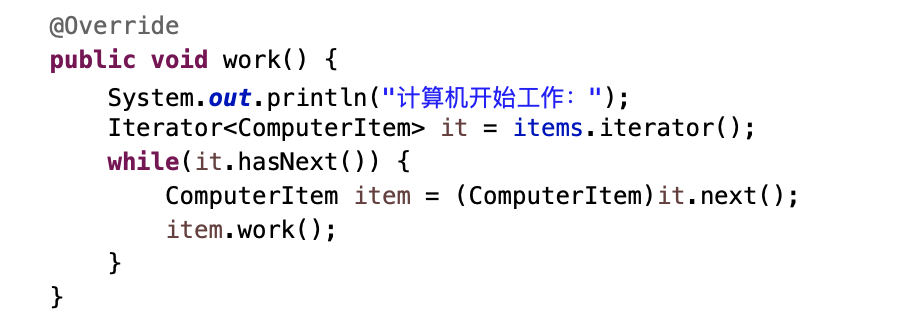 @Override
public void work() {
    System.out.println("计算机开始工作：");
    Iterator<ComputerItem> it = items.iterator();
    while(it.hasNext()) {
        ComputerItem item = (ComputerItem)it.next();
        item.work();
    }
}